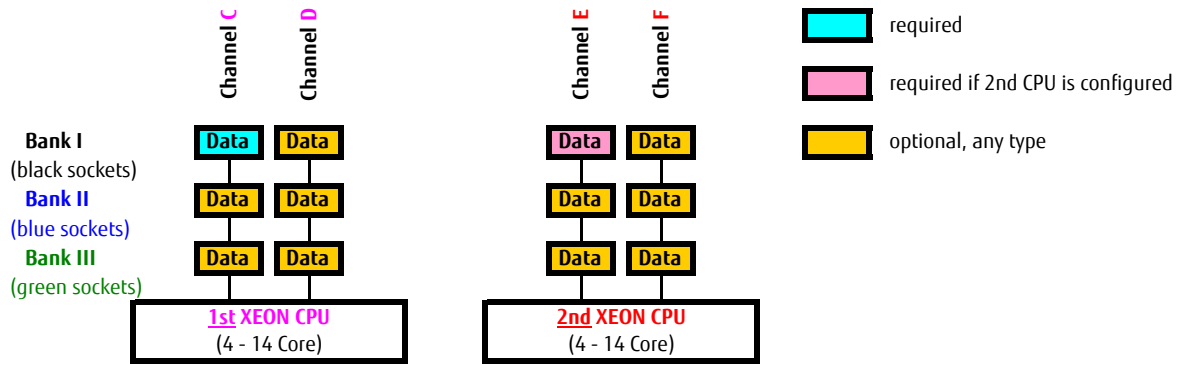 Channel C
Channel D
Channel E
Channel F
required
required if 2nd CPU is configured
optional, any type
Bank I
(black sockets)
Data Data Data Data
Bank II
(blue sockets)
Data Data Data Data
Bank III
(green sockets)
Data Data Data Data
1st XEON CPU
(4 - 14 Core)
2nd XEON CPU
(4 - 14 Core)